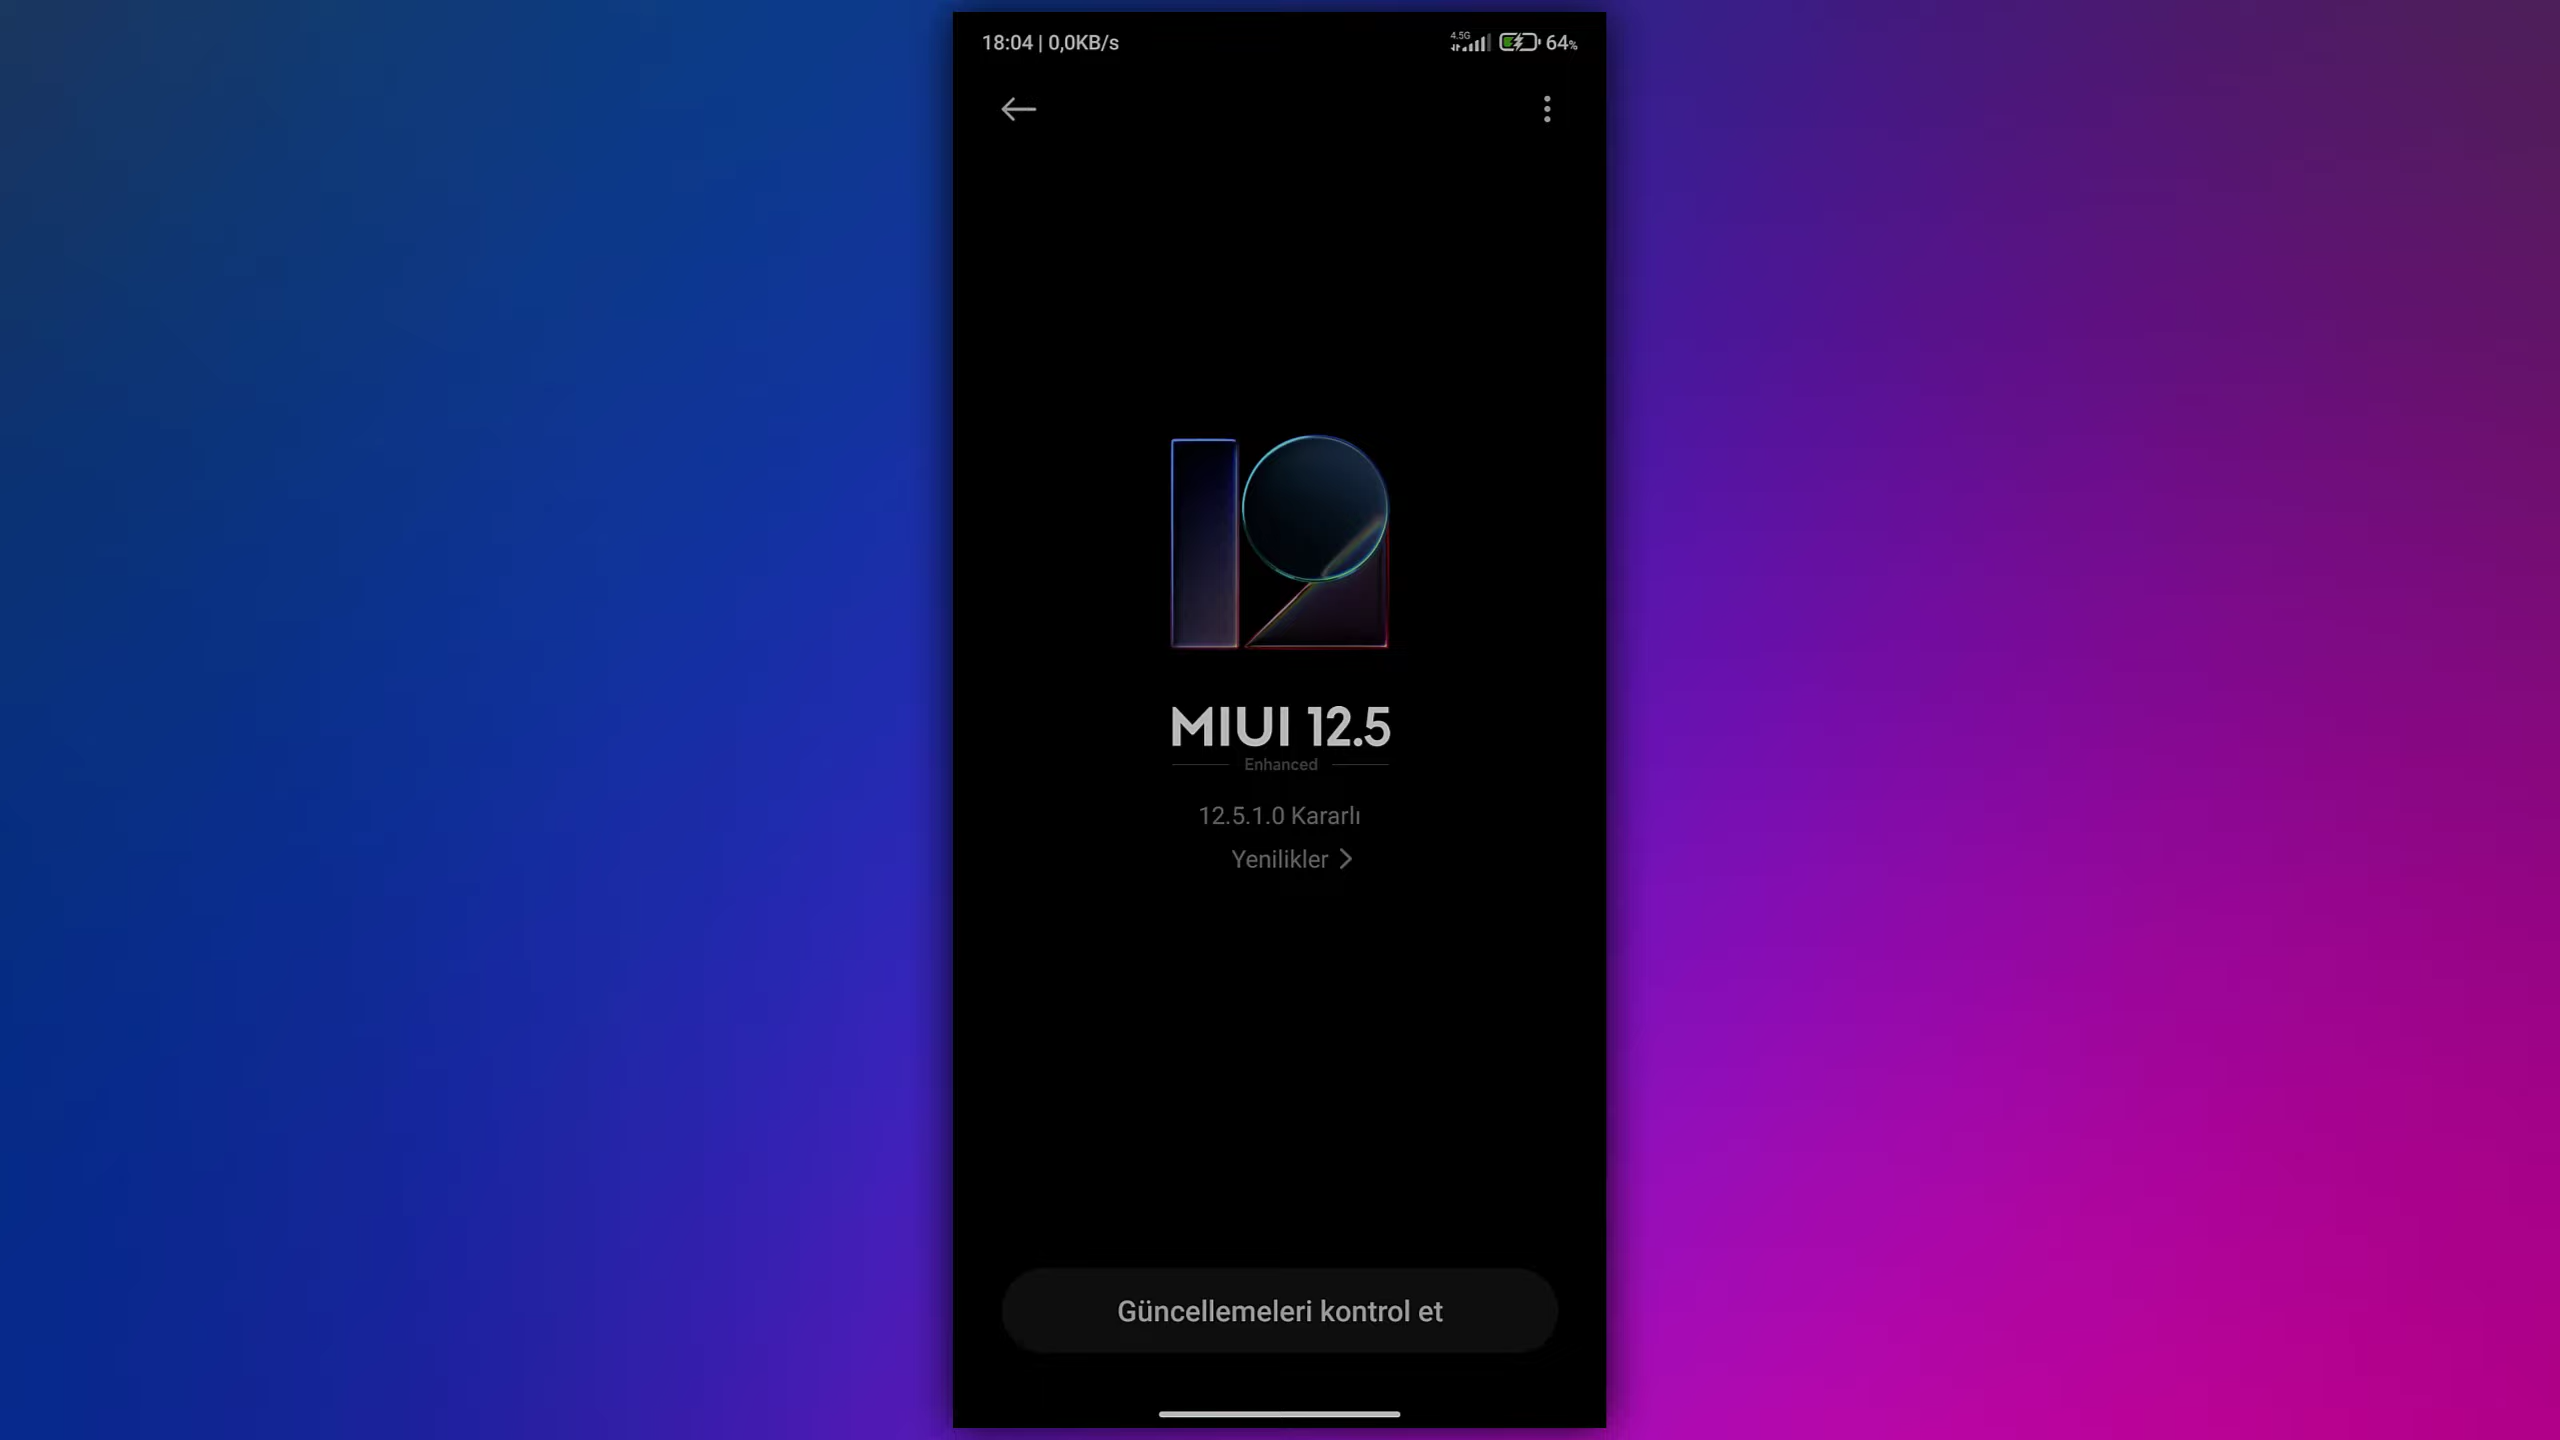 18:04 | 0,0KB/s 4.5G 64%
12
MIUI 12.5
Enhanced
12.5.1.0 Kararlı
Yenilikler
Güncellemeleri kontrol et